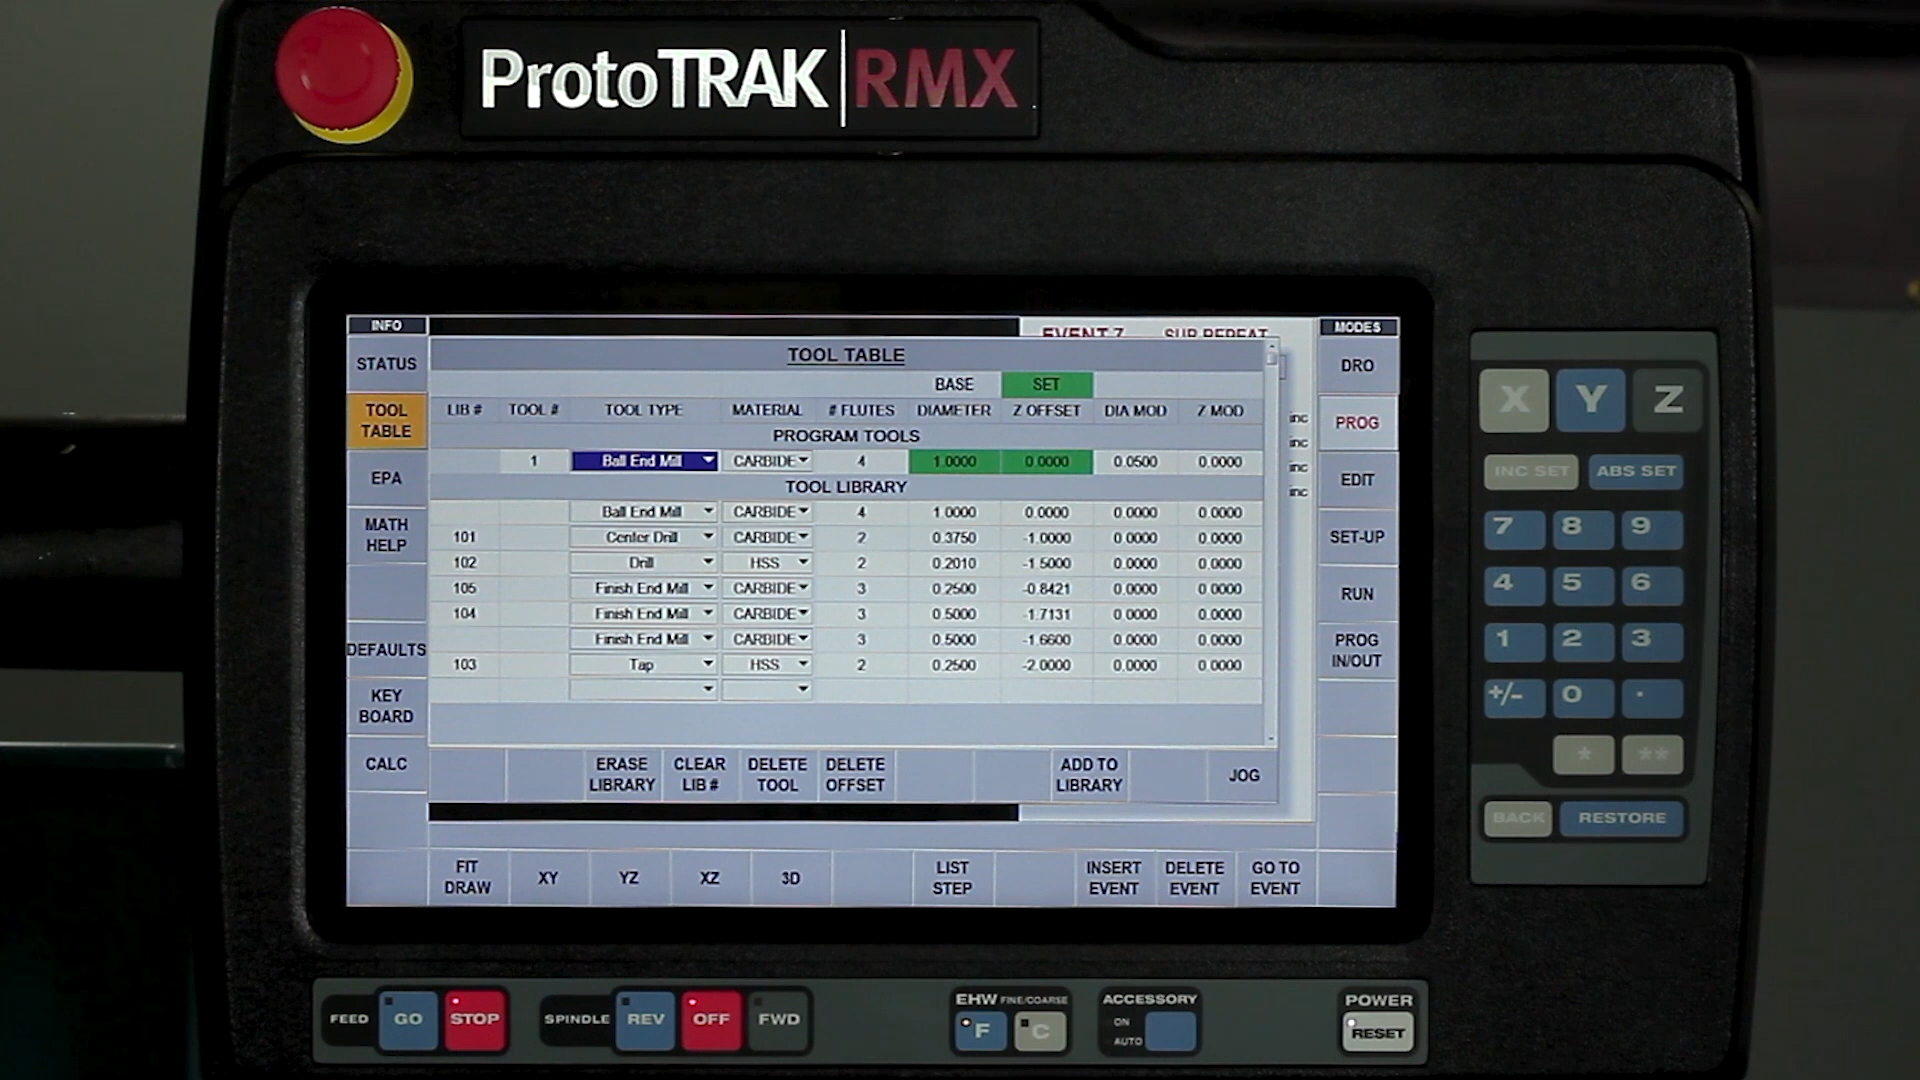 ProtoTRAK RMX
INFO
MODES
EVENT 7 SUB REPEAT
STATUS
TOOL TABLE
DRO
BASE SET
TOOL TABLE
LIB # TOOL # TOOL TYPE MATERIAL # FLUTES DIAMETER Z OFFSET DIA MOD Z MOD
PROGRAM TOOLS
PROG
1 Ball End Mill CARBIDE 4 1.0000 0.0000 0.0500 0.0000
TOOL LIBRARY
Ball End Mill CARBIDE 4 1.0000 0.0000 0.0000 0.0000
101 Center Drill CARBIDE 2 0.3750 -1.0000 0.0000 0.0000
102 Drill HSS 2 0.2010 -1.5000 0.0000 0.0000
105 Finish End Mill CARBIDE 3 0.2500 -0.8421 0.0000 0.0000
104 Finish End Mill CARBIDE 3 0.5000 -1.7131 0.0000 0.0000
Finish End Mill CARBIDE 3 0.5000 -1.6600 0.0000 0.0000
103 Tap HSS 2 0.2500 -2.0000 0.0000 0.0000
inc
inc
inc
inc
EPA
MATH HELP
DEFAULTS
KEY BOARD
CALC
EDIT
SET-UP
RUN
PROG IN/OUT
ERASE LIBRARY CLEAR LIB # DELETE TOOL DELETE OFFSET ADD TO LIBRARY JOG
FIT DRAW XY YZ XZ 3D LIST STEP INSERT EVENT DELETE EVENT GO TO EVENT
X Y Z
INC SET ABS SET
7 8 9
4 5 6
1 2 3
+/- 0 .
* **
BACK RESTORE
FEED GO STOP
SPINDLE REV OFF FWD
EHW FINE/COARSE
F C
ACCESSORY
ON
AUTO
POWER
RESET